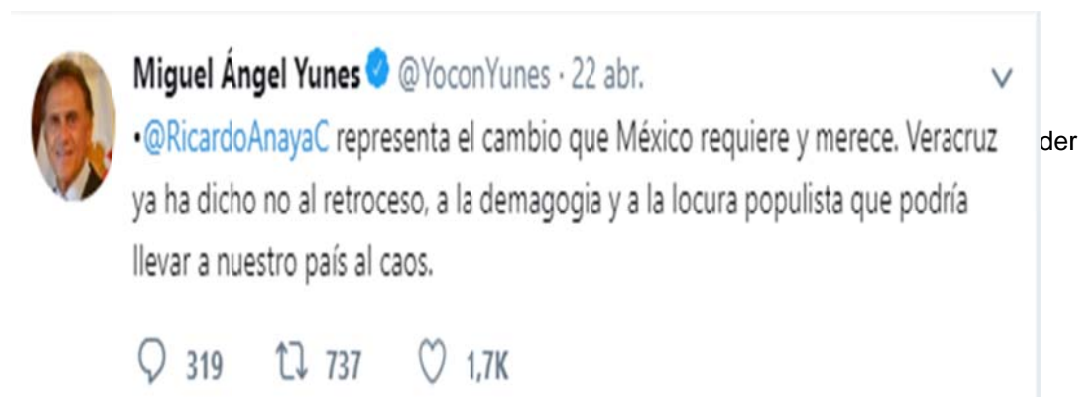 Miguel Ángel Yunes @YoconYunes · 22 abr.
•@RicardoAnayaC representa el cambio que México requiere y merece. Veracruz
der
ya ha dicho no al retroceso, a la demagogia y a la locura populista que podría
llevar a nuestro país al caos.
319 737 1,7K